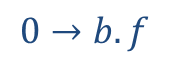 0 → b. f